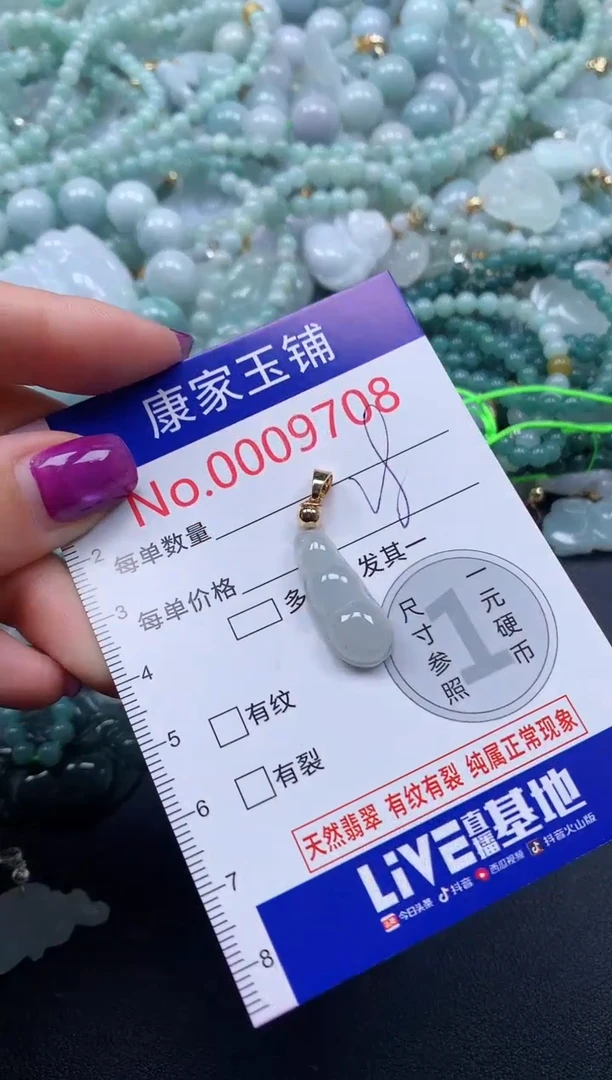 康家玉铺
No.0009708
每单数量
每单价格
多 发其一
尺寸参照
1
一元硬币
有纹
有裂
天然翡翠 有纹有裂 纯属正常现象
LiVE直播基地
今日头条 抖音 西瓜视频 抖音火山版
2
3
4
5
6
7
8